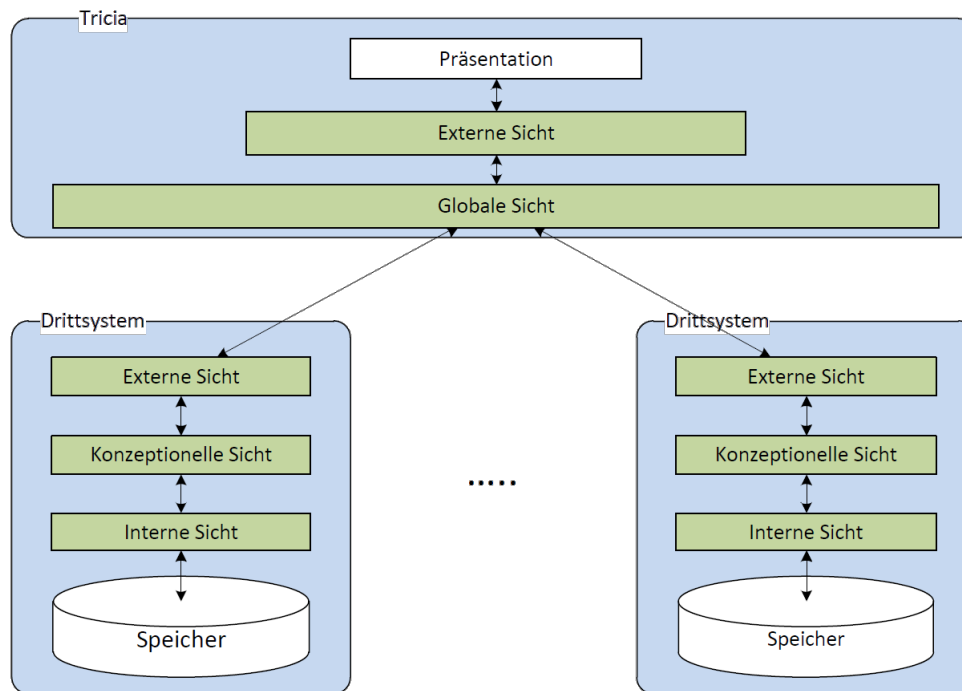 Tricia
Präsentation
Externe Sicht
Globale Sicht
Drittsystem
Externe Sicht
Konzeptionelle Sicht
Interne Sicht
Speicher
.....
Drittsystem
Externe Sicht
Konzeptionelle Sicht
Interne Sicht
Speicher